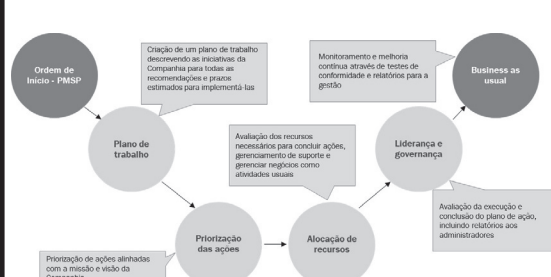 Ordem de
Início - PMSP
Criação de um plano de trabalho
descrevendo as iniciativas da
Companhia para todas as
recomendações e prazos
estimados para implementá-las
Monitoramento e melhoria
contínua através de testes de
conformidade e relatórios para a
gestão
Business as
usual
Plano de
trabalho
Avaliação dos recursos
necessários para concluir ações,
gerenciamento de suporte e
gerenciar negócios como
atividades usuais
Liderança e
governança
Avaliação da execução e
conclusão do plano de ação,
incluindo relatórios aos
administradores
Priorização
das ações
Alocação de
recursos
Priorização de ações alinhadas
com a missão e visão da